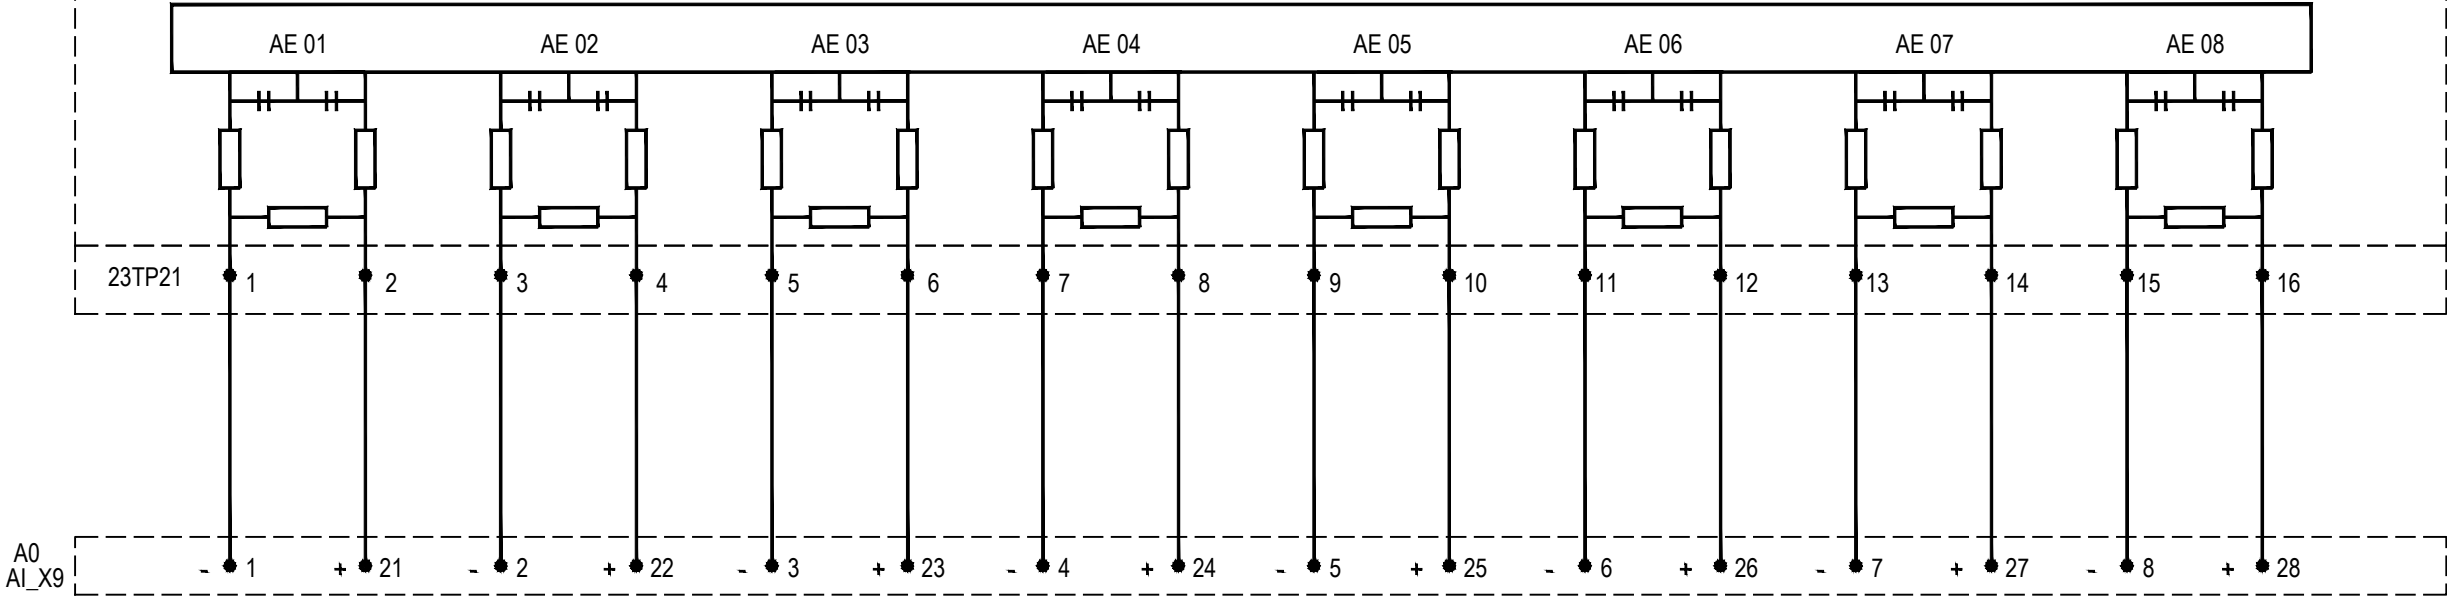 AE 01 AE 02 AE 03 AE 04 AE 05 AE 06 AE 07 AE 08
23TP21 1 2 3 4 5 6 7 8 9 10 11 12 13 14 15 16
A0
AI_X9
- 1 + 21 - 2 + 22 - 3 + 23 - 4 + 24 - 5 + 25 - 6 + 26 - 7 + 27 - 8 + 28